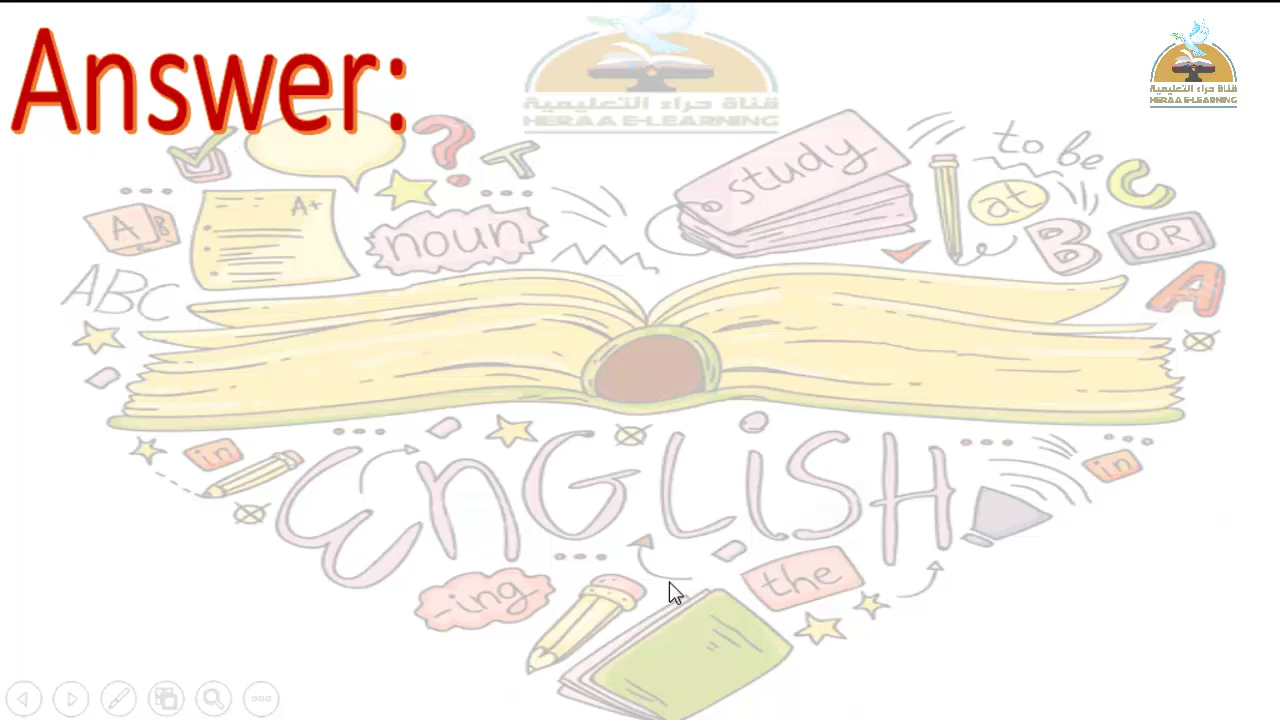 Answer:
قناة حراء التعليمية
HERAA E-LEARNING
قناة حراء التعليمية
HERAA E-LEARNING
study
to be
?
T
A+
noun
at
C
A
B
B
OR
ABC
A
in
in
ENGLiSH
-ing
the